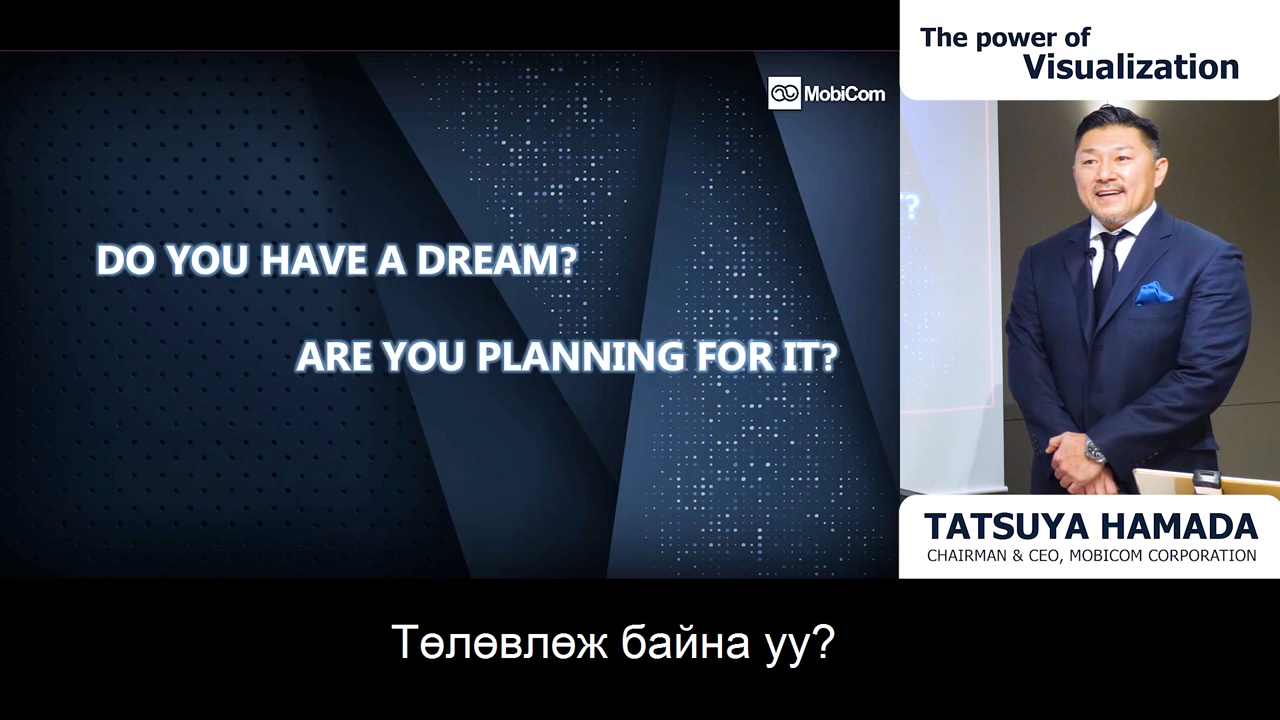 The power of
Visualization
MobiCom
DO YOU HAVE A DREAM?
ARE YOU PLANNING FOR IT?
?
TATSUYA HAMADA
CHAIRMAN & CEO, MOBICOM CORPORATION
Төлөвлөж байна уу?